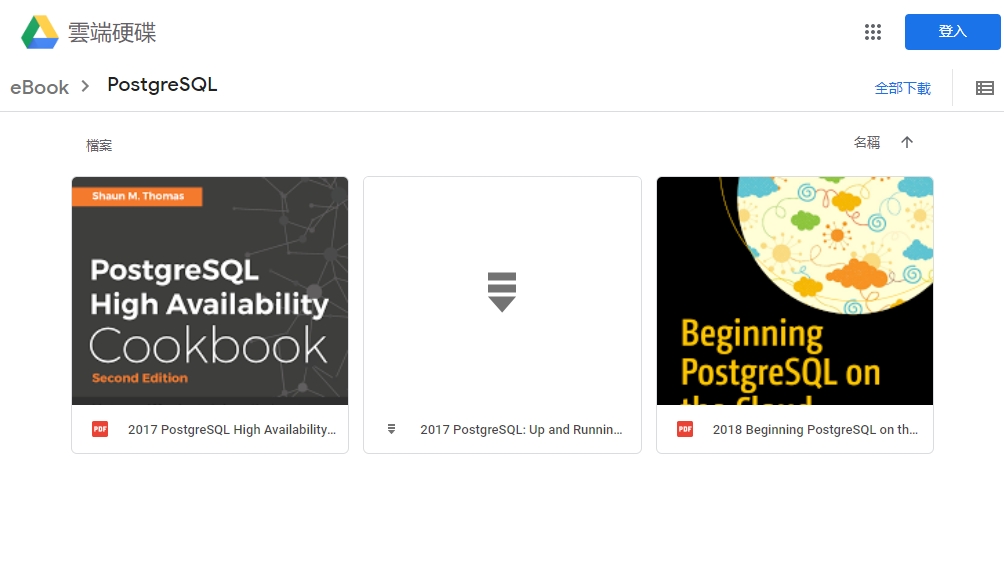 雲端硬碟
登入
eBook
PostgreSQL
全部下載
檔案
名稱
Shaun M. Thomas
PostgreSQL
High Availability
Cookbook
Second Edition
Beginning
PostgreSQL on
the Cloud
PDF
2017 PostgreSQL High Availability...
2017 PostgreSQL: Up and Runnin...
PDF
2018 Beginning PostgreSQL on th...